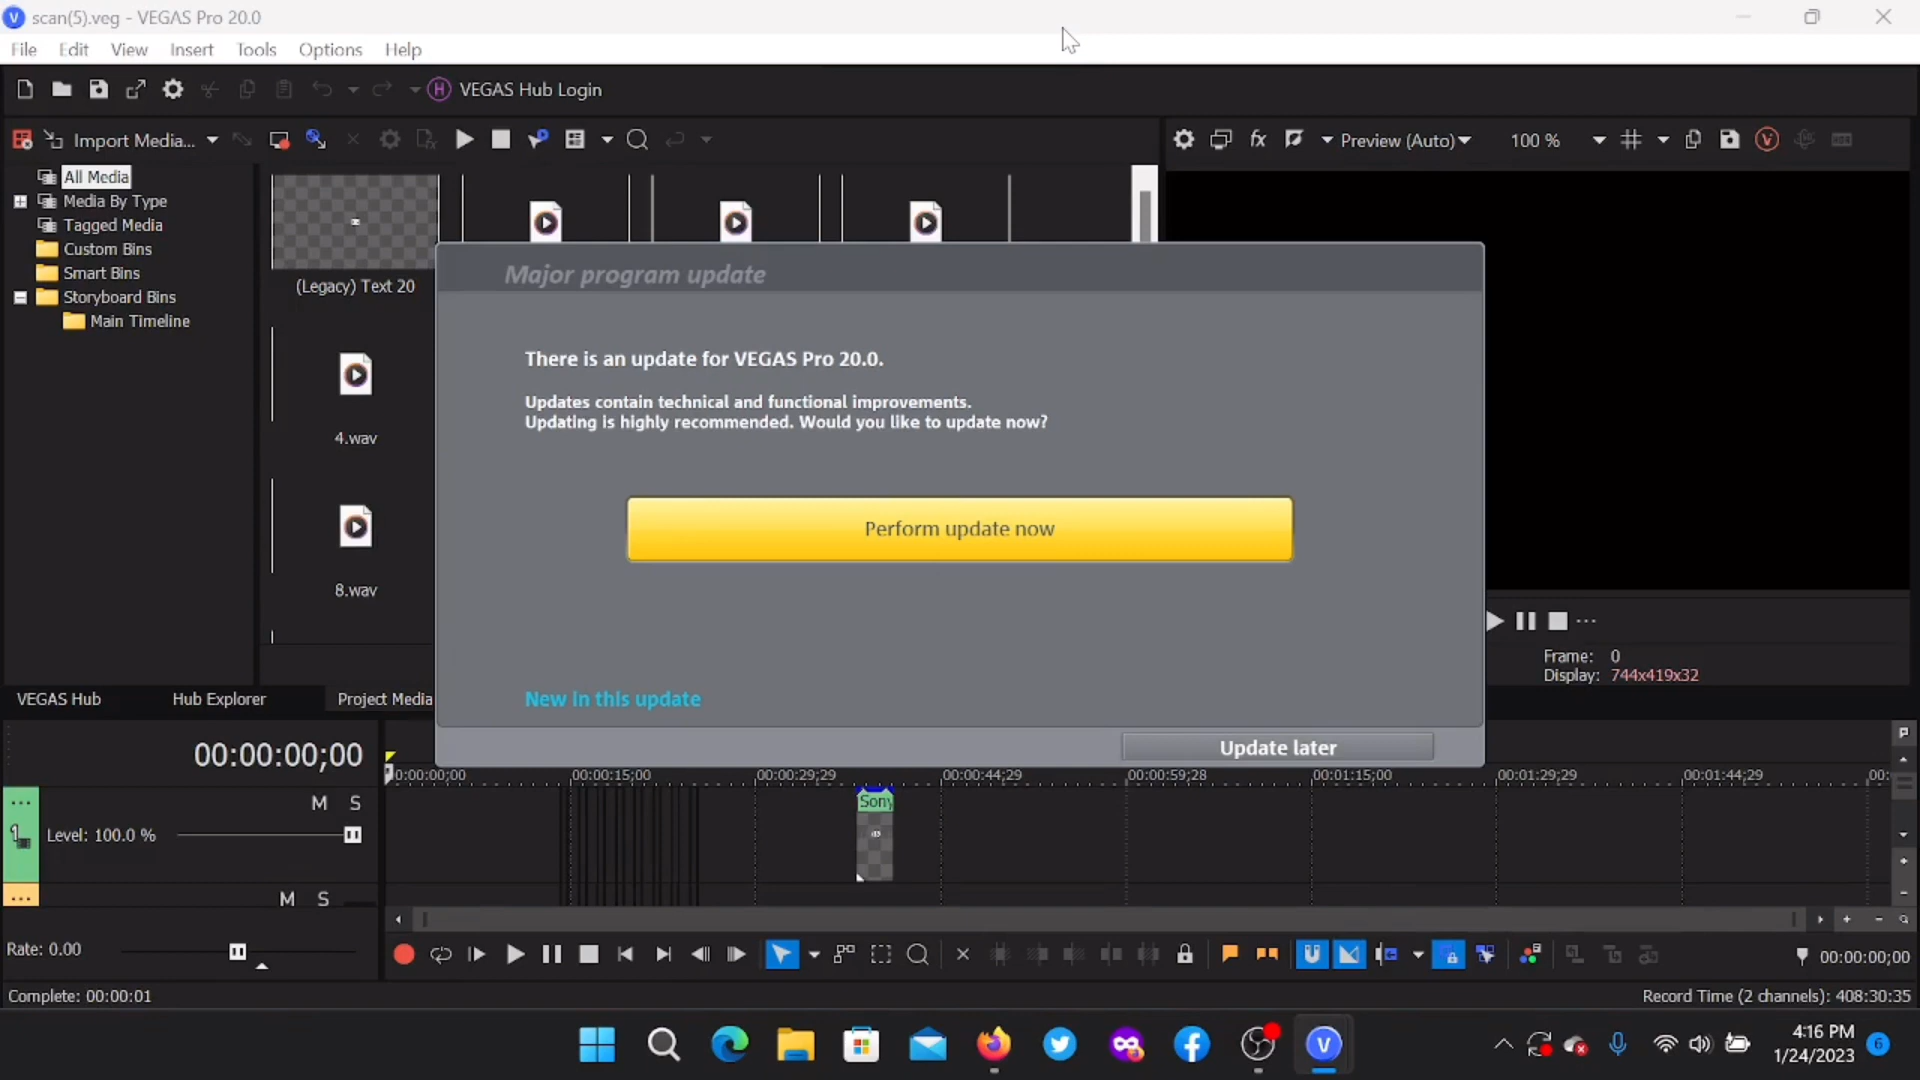 scan(5).veg - VEGAS Pro 20.0
File Edit View Insert Tools Options Help
VEGAS Hub Login
Import Media...
Preview (Auto)
100 %
All Media
Media By Type
Tagged Media
Custom Bins
Smart Bins
Storyboard Bins
Main Timeline
(Legacy) Text 20
4.wav
8.wav
Major program update
There is an update for VEGAS Pro 20.0.
Updates contain technical and functional improvements.
Updating is highly recommended. Would you like to update now?
Perform update now
New in this update
Update later
Frame: 0
Display: 744x419x32
VEGAS Hub Hub Explorer Project Media
00:00:00;00
0:00:00;00 00:00:15;00 00:00:29;29 00:00:44;29 00:00:59;28 00:01:15;00 00:01:29;29 00:01:44;29 00:
M S
Sony
Level: 100.0 %
M S
Rate: 0.00
00:00:00;00
Complete: 00:00:01
Record Time (2 channels): 408:30:35
4:16 PM
1/24/2023
6